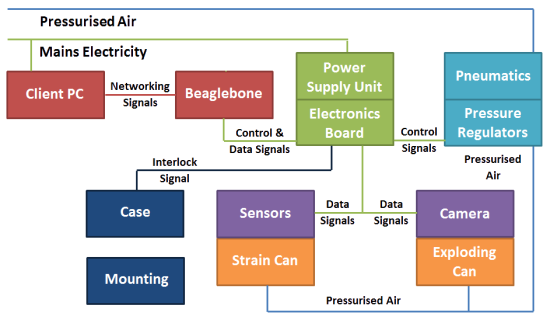 Pressurised Air
Mains Electricity
Client PC
Networking
Signals
Beaglebone
Power
Supply Unit
Electronics
Board
Pneumatics
Pressure
Regulators
Control &
Data Signals
Control
Signals
Pressurised
Air
Interlock
Signal
Case
Sensors
Data
Signals
Data
Signals
Camera
Strain Can
Exploding
Can
Mounting
Pressurised Air